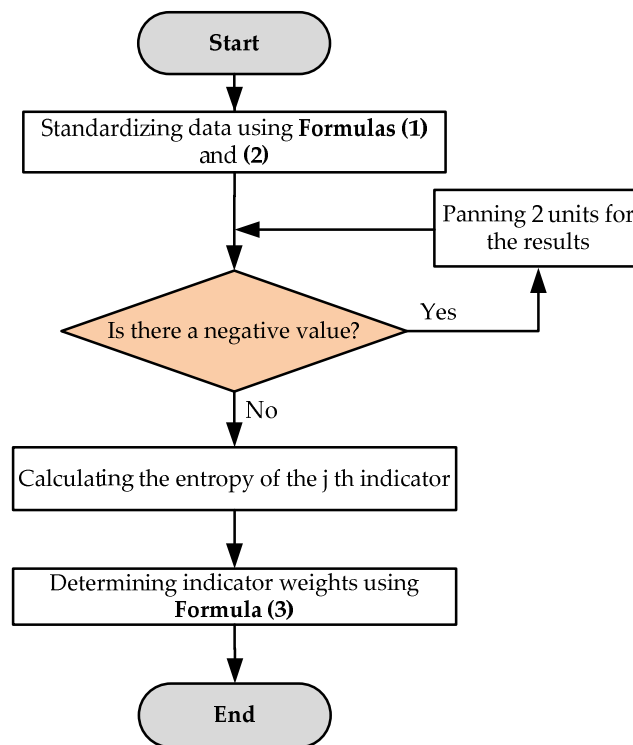 Start
Standardizing data using Formulas (1)
and (2)
Panning 2 units for
the results
Is there a negative value?
Yes
No
Calculating the entropy of the j th indicator
Determining indicator weights using
Formula (3)
End